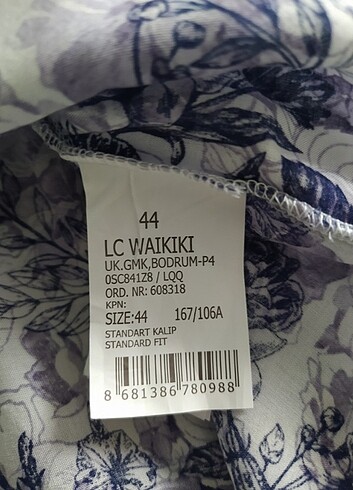 44
LC WAIKIKI
UK.GMK,BODRUM-P4
0SC841Z8 / LQQ
ORD. NR: 608318
KPN:
SIZE:44 167/106A
STANDART KALIP
STANDARD FIT
8 681386 780988